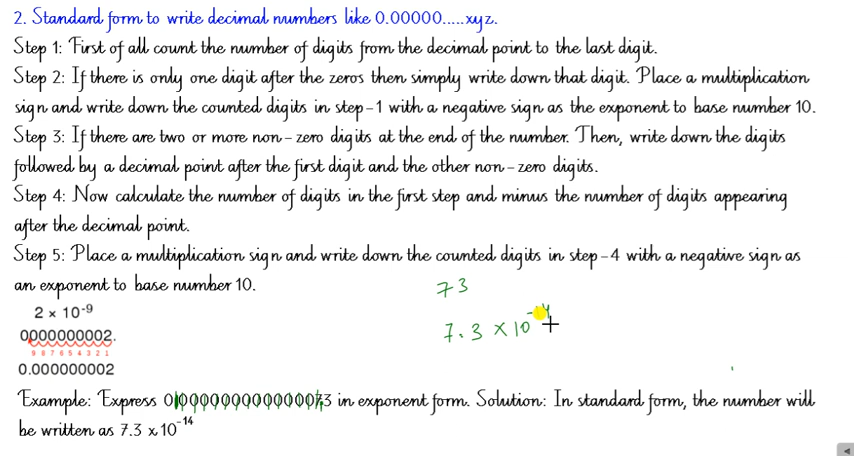 2. Standard form to write decimal numbers like 0.00000.....xyz.
Step 1: First of all count the number of digits from the decimal point to the last digit.
Step 2: If there is only one digit after the zeros then simply write down that digit. Place a multiplication
sign and write down the counted digits in step-1 with a negative sign as the exponent to base number 10.
Step 3: If there are two or more non-zero digits at the end of the number. Then, write down the digits
followed by a decimal point after the first digit and the other non-zero digits.
Step 4: Now calculate the number of digits in the first step and minus the number of digits appearing
after the decimal point.
Step 5: Place a multiplication sign and write down the counted digits in step-4 with a negative sign as
an exponent to base number 10.
73
2 × 10⁻⁹
7.3 × 10⁻¹⁴
0000000002.
9 8 7 6 5 4 3 2 1
0.000000002
Example: Express in exponent form. Solution: In standard form, the number will
be written as 7.3 x10⁻¹⁴